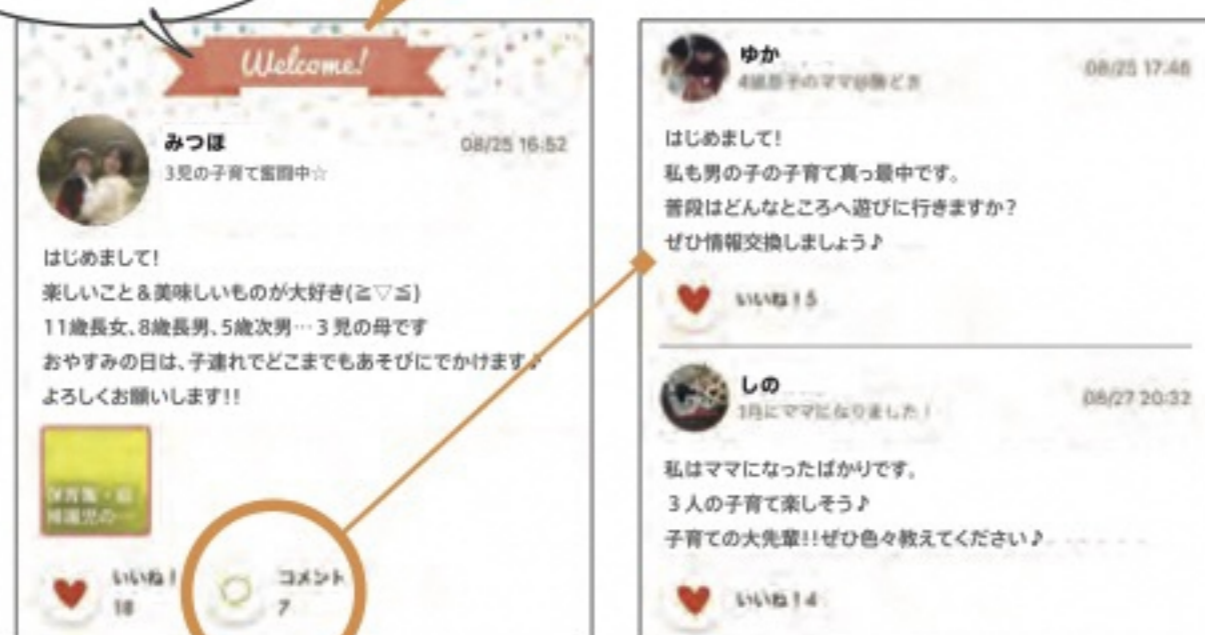 Welcome!
みつほ
08/25 16:52
3児の子育て奮闘中☆
はじめまして!
楽しいこと&美味しいものが大好き(≧▽≦)
11歳長女、8歳長男、5歳次男…3児の母です
おやすみの日は、子連れでどこまでもあそびにでかけます♪
よろしくお願いします!!
いいね!
18
コメント
7
ゆか
08/25 17:46
はじめまして!
私も男の子の子育て真っ最中です。
普段はどんなところへ遊びに行きますか?
ぜひ情報交換しましょう♪
いいね!5
しの
08/27 20:32
1月にママになりました!
私はママになったばかりです。
3人の子育て楽しそう♪
子育ての大先輩!!ぜひ色々教えてください♪
いいね!4